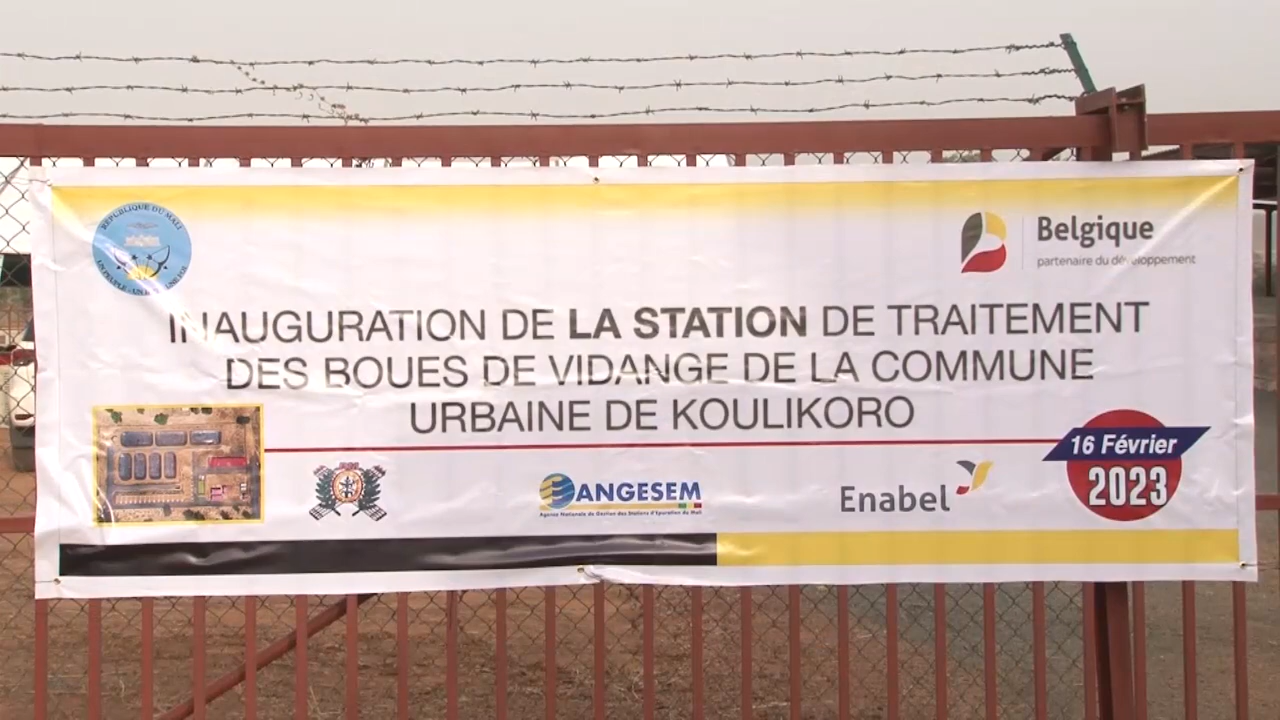 RÉPUBLIQUE DU MALI
Belgique
partenaire du développement
INAUGURATION DE LA STATION DE TRAITEMENT
DES BOUES DE VIDANGE DE LA COMMUNE
URBAINE DE KOULIKORO
16 Février
2023
ANGESEM
Agence Nationale de Gestion des Stations d'Epuration du Mali
Enabel